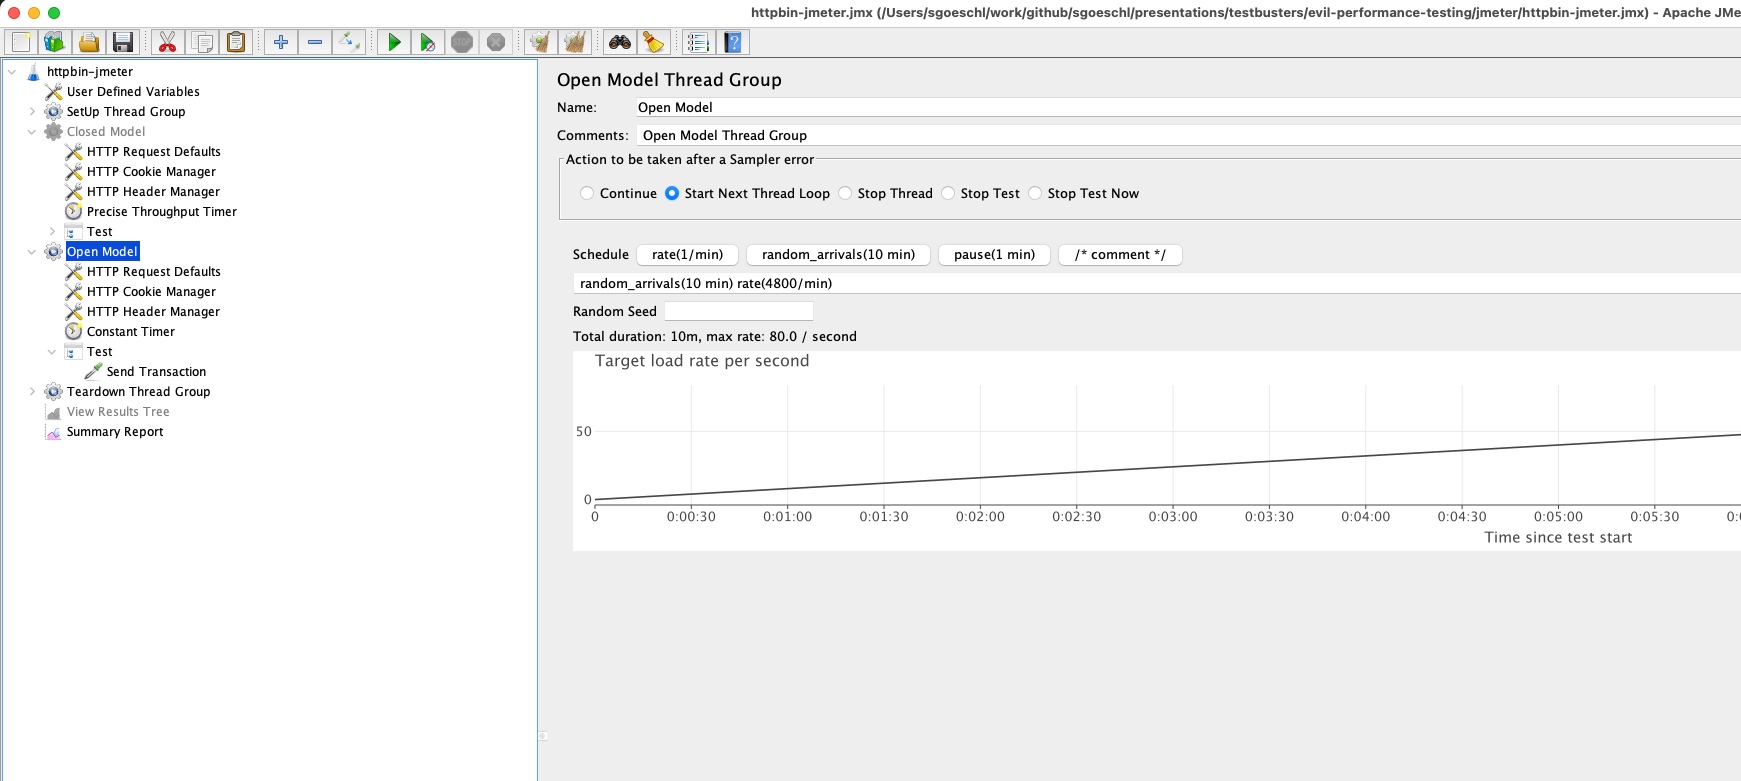 httpbin-jmeter.jmx (/Users/sgoeschl/work/github/sgoeschl/presentations/testbusters/evil-performance-testing/jmeter/httpbin-jmeter.jmx) - Apache JMe
STOP
?
httpbin-jmeter
User Defined Variables
SetUp Thread Group
Closed Model
HTTP Request Defaults
HTTP Cookie Manager
HTTP Header Manager
Precise Throughput Timer
Test
Open Model
HTTP Request Defaults
HTTP Cookie Manager
HTTP Header Manager
Constant Timer
Test
Send Transaction
Teardown Thread Group
View Results Tree
Summary Report
Open Model Thread Group
Name: Open Model
Comments: Open Model Thread Group
Action to be taken after a Sampler error
Continue Start Next Thread Loop Stop Thread Stop Test Stop Test Now
Schedule rate(1/min) random_arrivals(10 min) pause(1 min) /* comment */
random_arrivals(10 min) rate(4800/min)
Random Seed
Total duration: 10m, max rate: 80.0 / second
Target load rate per second
50
0
0 0:00:30 0:01:00 0:01:30 0:02:00 0:02:30 0:03:00 0:03:30 0:04:00 0:04:30 0:05:00 0:05:30 0:
Time since test start